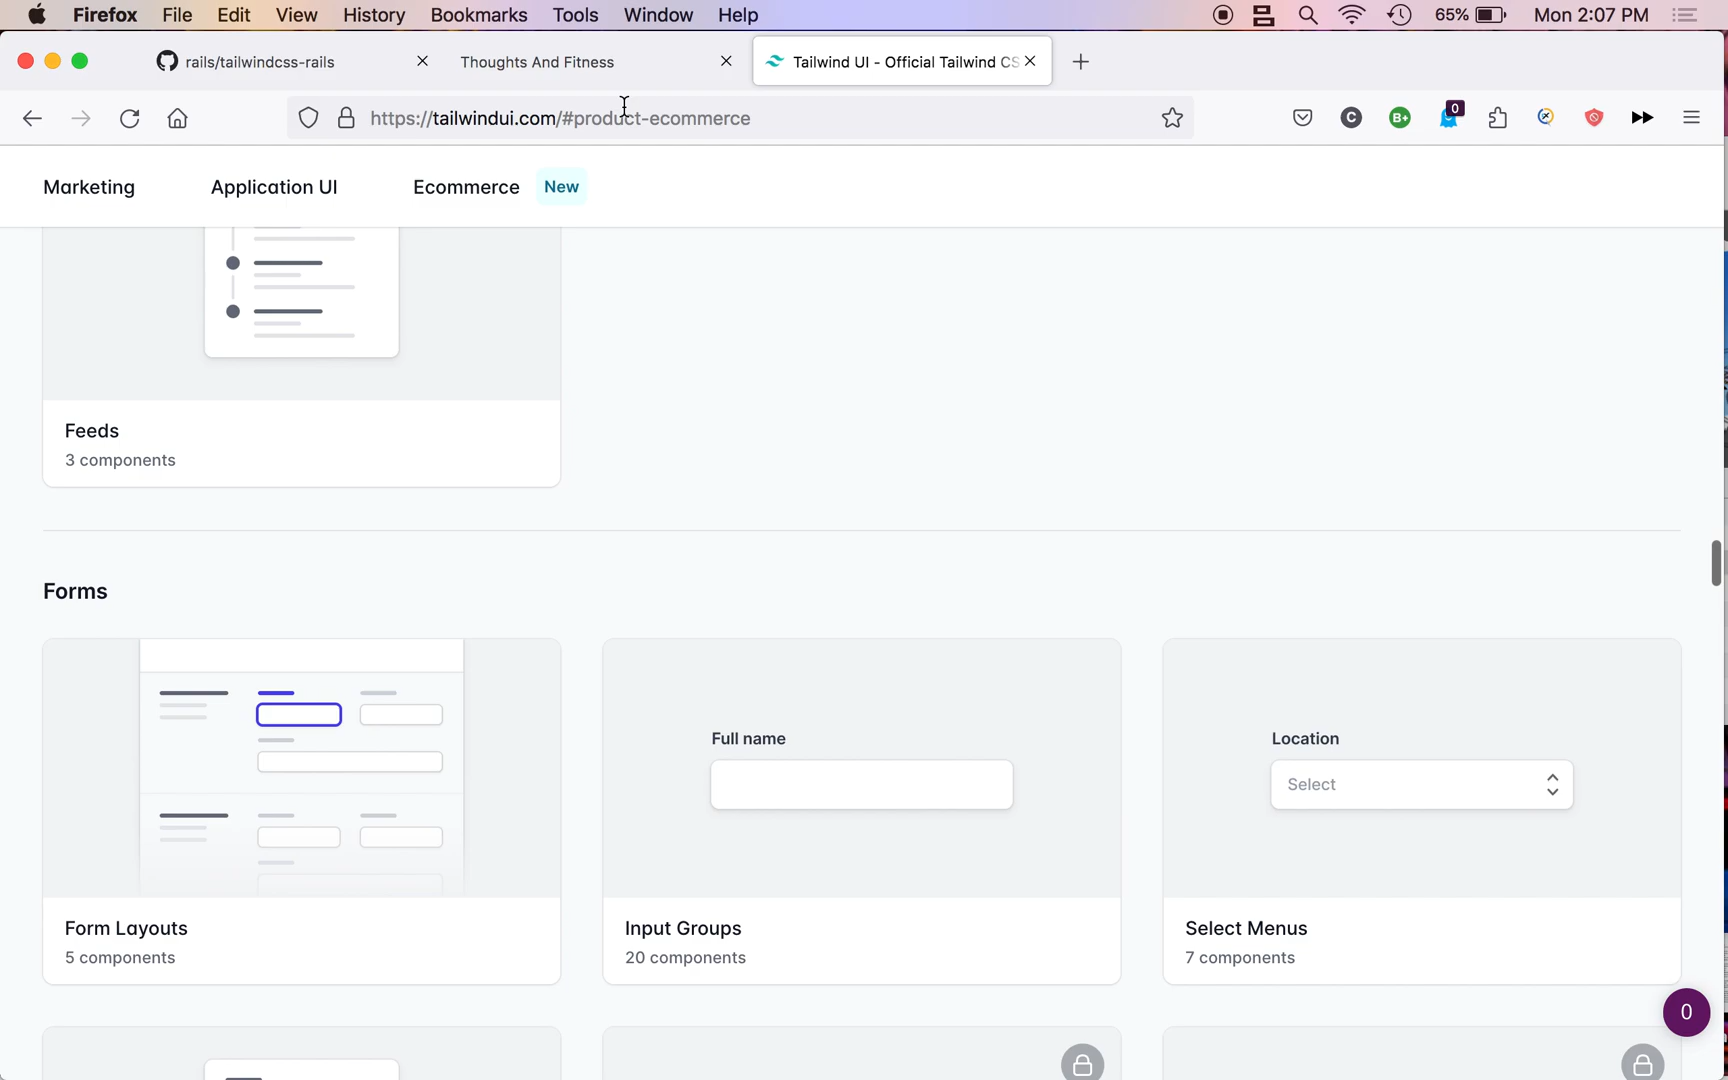 Firefox File Edit View History Bookmarks Tools Window Help 65% Mon 2:07 PM
rails/tailwindcss-rails Thoughts And Fitness Tailwind UI - Official Tailwind CS
https://tailwindui.com/#product-ecommerce C B+ 0
Marketing Application UI Ecommerce New
Feeds
3 components
Forms
Full name
Location
Select
Form Layouts
5 components
Input Groups
20 components
Select Menus
7 components
0